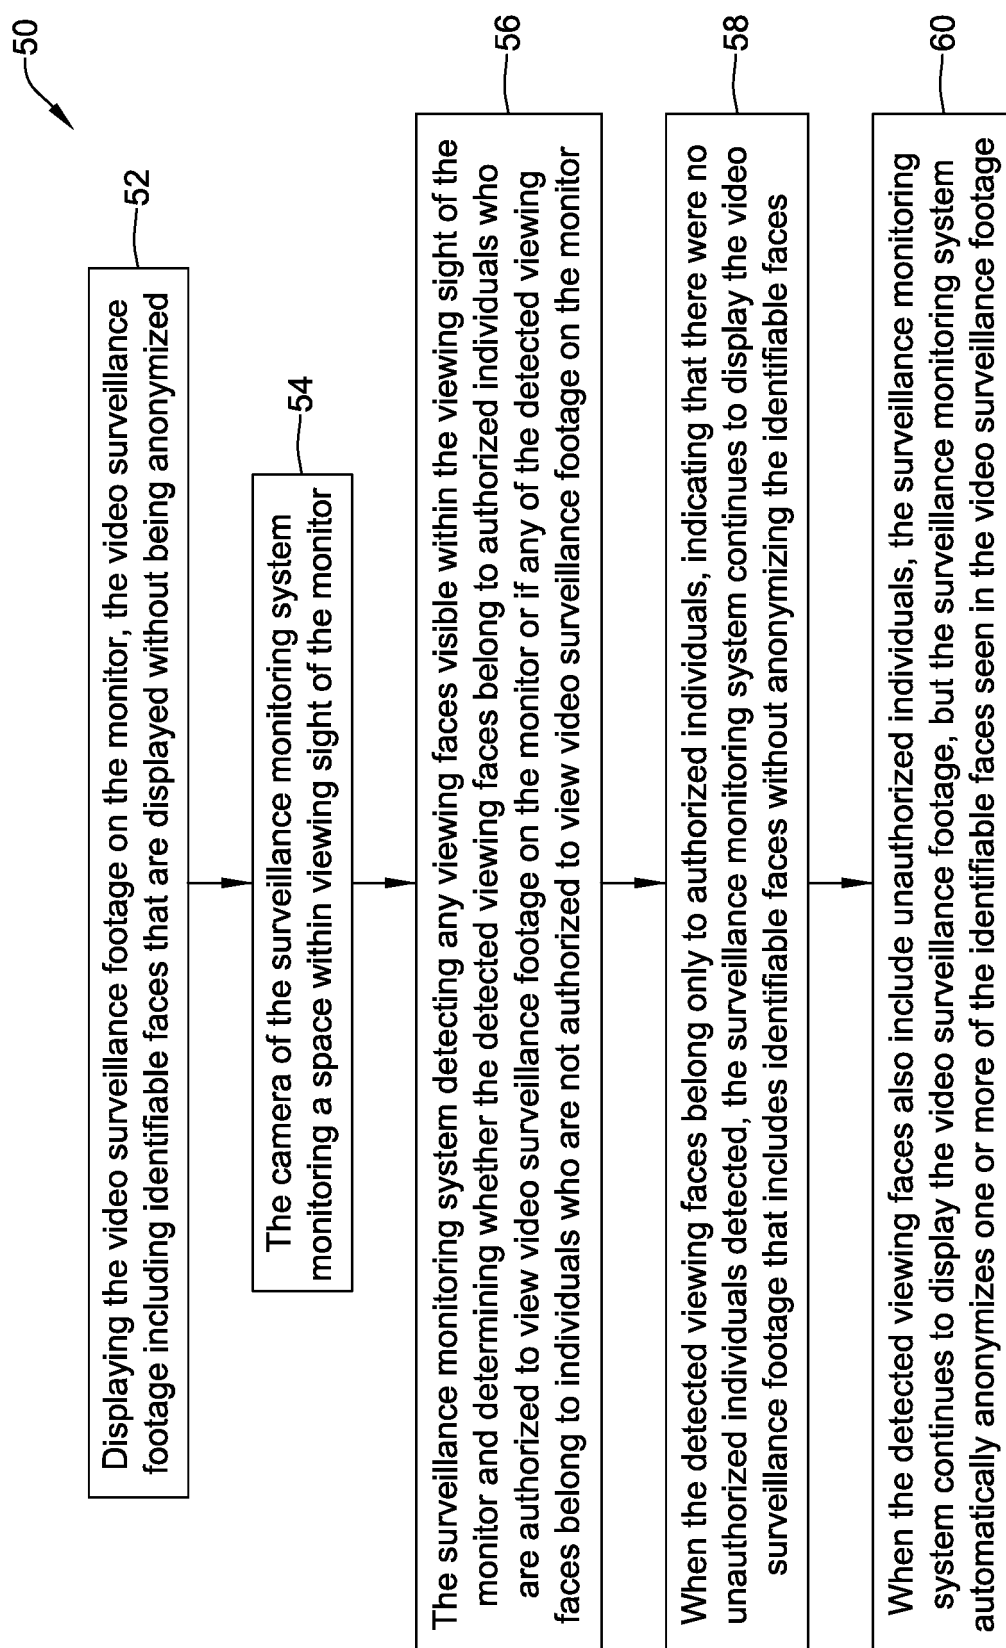 50
52
Displaying the video surveillance footage on the monitor, the video surveillance
footage including identifiable faces that are displayed without being anonymized
54
The camera of the surveillance monitoring system
monitoring a space within viewing sight of the monitor
56
The surveillance monitoring system detecting any viewing faces visible within the viewing sight of the
monitor and determining whether the detected viewing faces belong to authorized individuals who
are authorized to view video surveillance footage on the monitor or if any of the detected viewing
faces belong to individuals who are not authorized to view video surveillance footage on the monitor
58
When the detected viewing faces belong only to authorized individuals, indicating that there were no
unauthorized individuals detected, the surveillance monitoring system continues to display the video
surveillance footage that includes identifiable faces without anonymizing the identifiable faces
60
When the detected viewing faces also include unauthorized individuals, the surveillance monitoring
system continues to display the video surveillance footage, but the surveillance monitoring system
automatically anonymizes one or more of the identifiable faces seen in the video surveillance footage